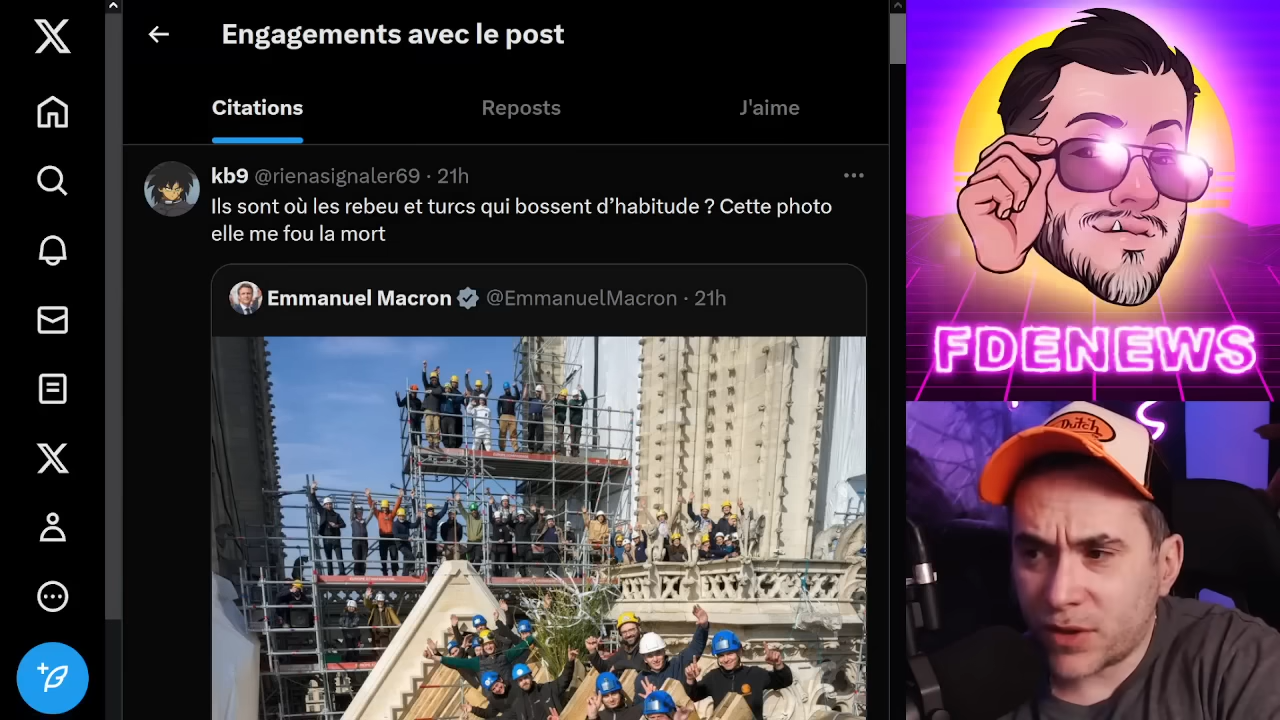 Engagements avec le post
Citations
Reposts
J'aime
kb9 @rienasignaler69 · 21h
Ils sont où les rebeu et turcs qui bossent d’habitude ? Cette photo
elle me fou la mort
Emmanuel Macron @EmmanuelMacron · 21h
FDENEWS
Dutch